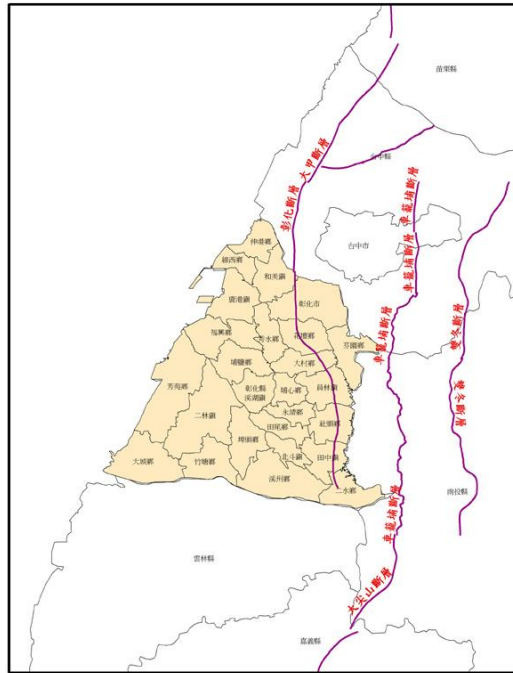 苗栗縣
台中縣
大甲斷層
彰化斷層
車籠埔斷層
台中市
車籠埔斷層
伸港鄉
線西鄉
和美鎮
彰化市
鹿港鎮
福興鄉
秀水鄉
花壇鄉
芬園鄉
車籠埔斷層
雙冬斷層
埔鹽鄉
大村鄉
芳苑鄉
彰化縣
溪湖鎮
埔心鄉
員林鎮
雙冬斷層
二林鎮
永靖鄉
社頭鄉
田尾鄉
埤頭鄉
北斗鎮
田中鎮
大城鄉
竹塘鄉
溪州鄉
二水鄉
南投縣
車籠埔斷層
雲林縣
大尖山斷層
嘉義縣